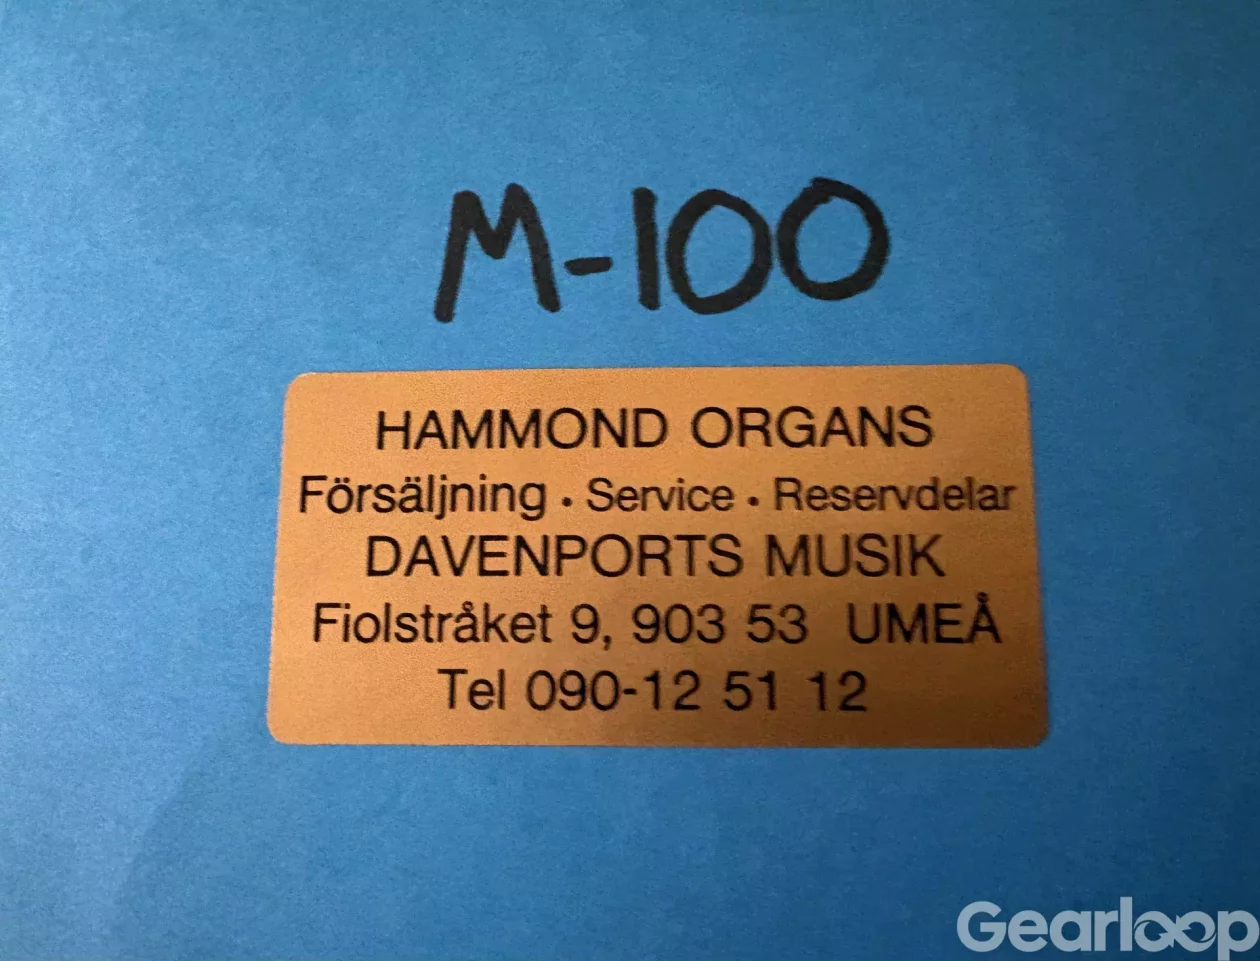 M-100
HAMMOND ORGANS
Försäljning • Service • Reservdelar
DAVENPORTS MUSIK
Fiolstråket 9, 903 53 UMEÅ
Tel 090-12 51 12
Gearloop